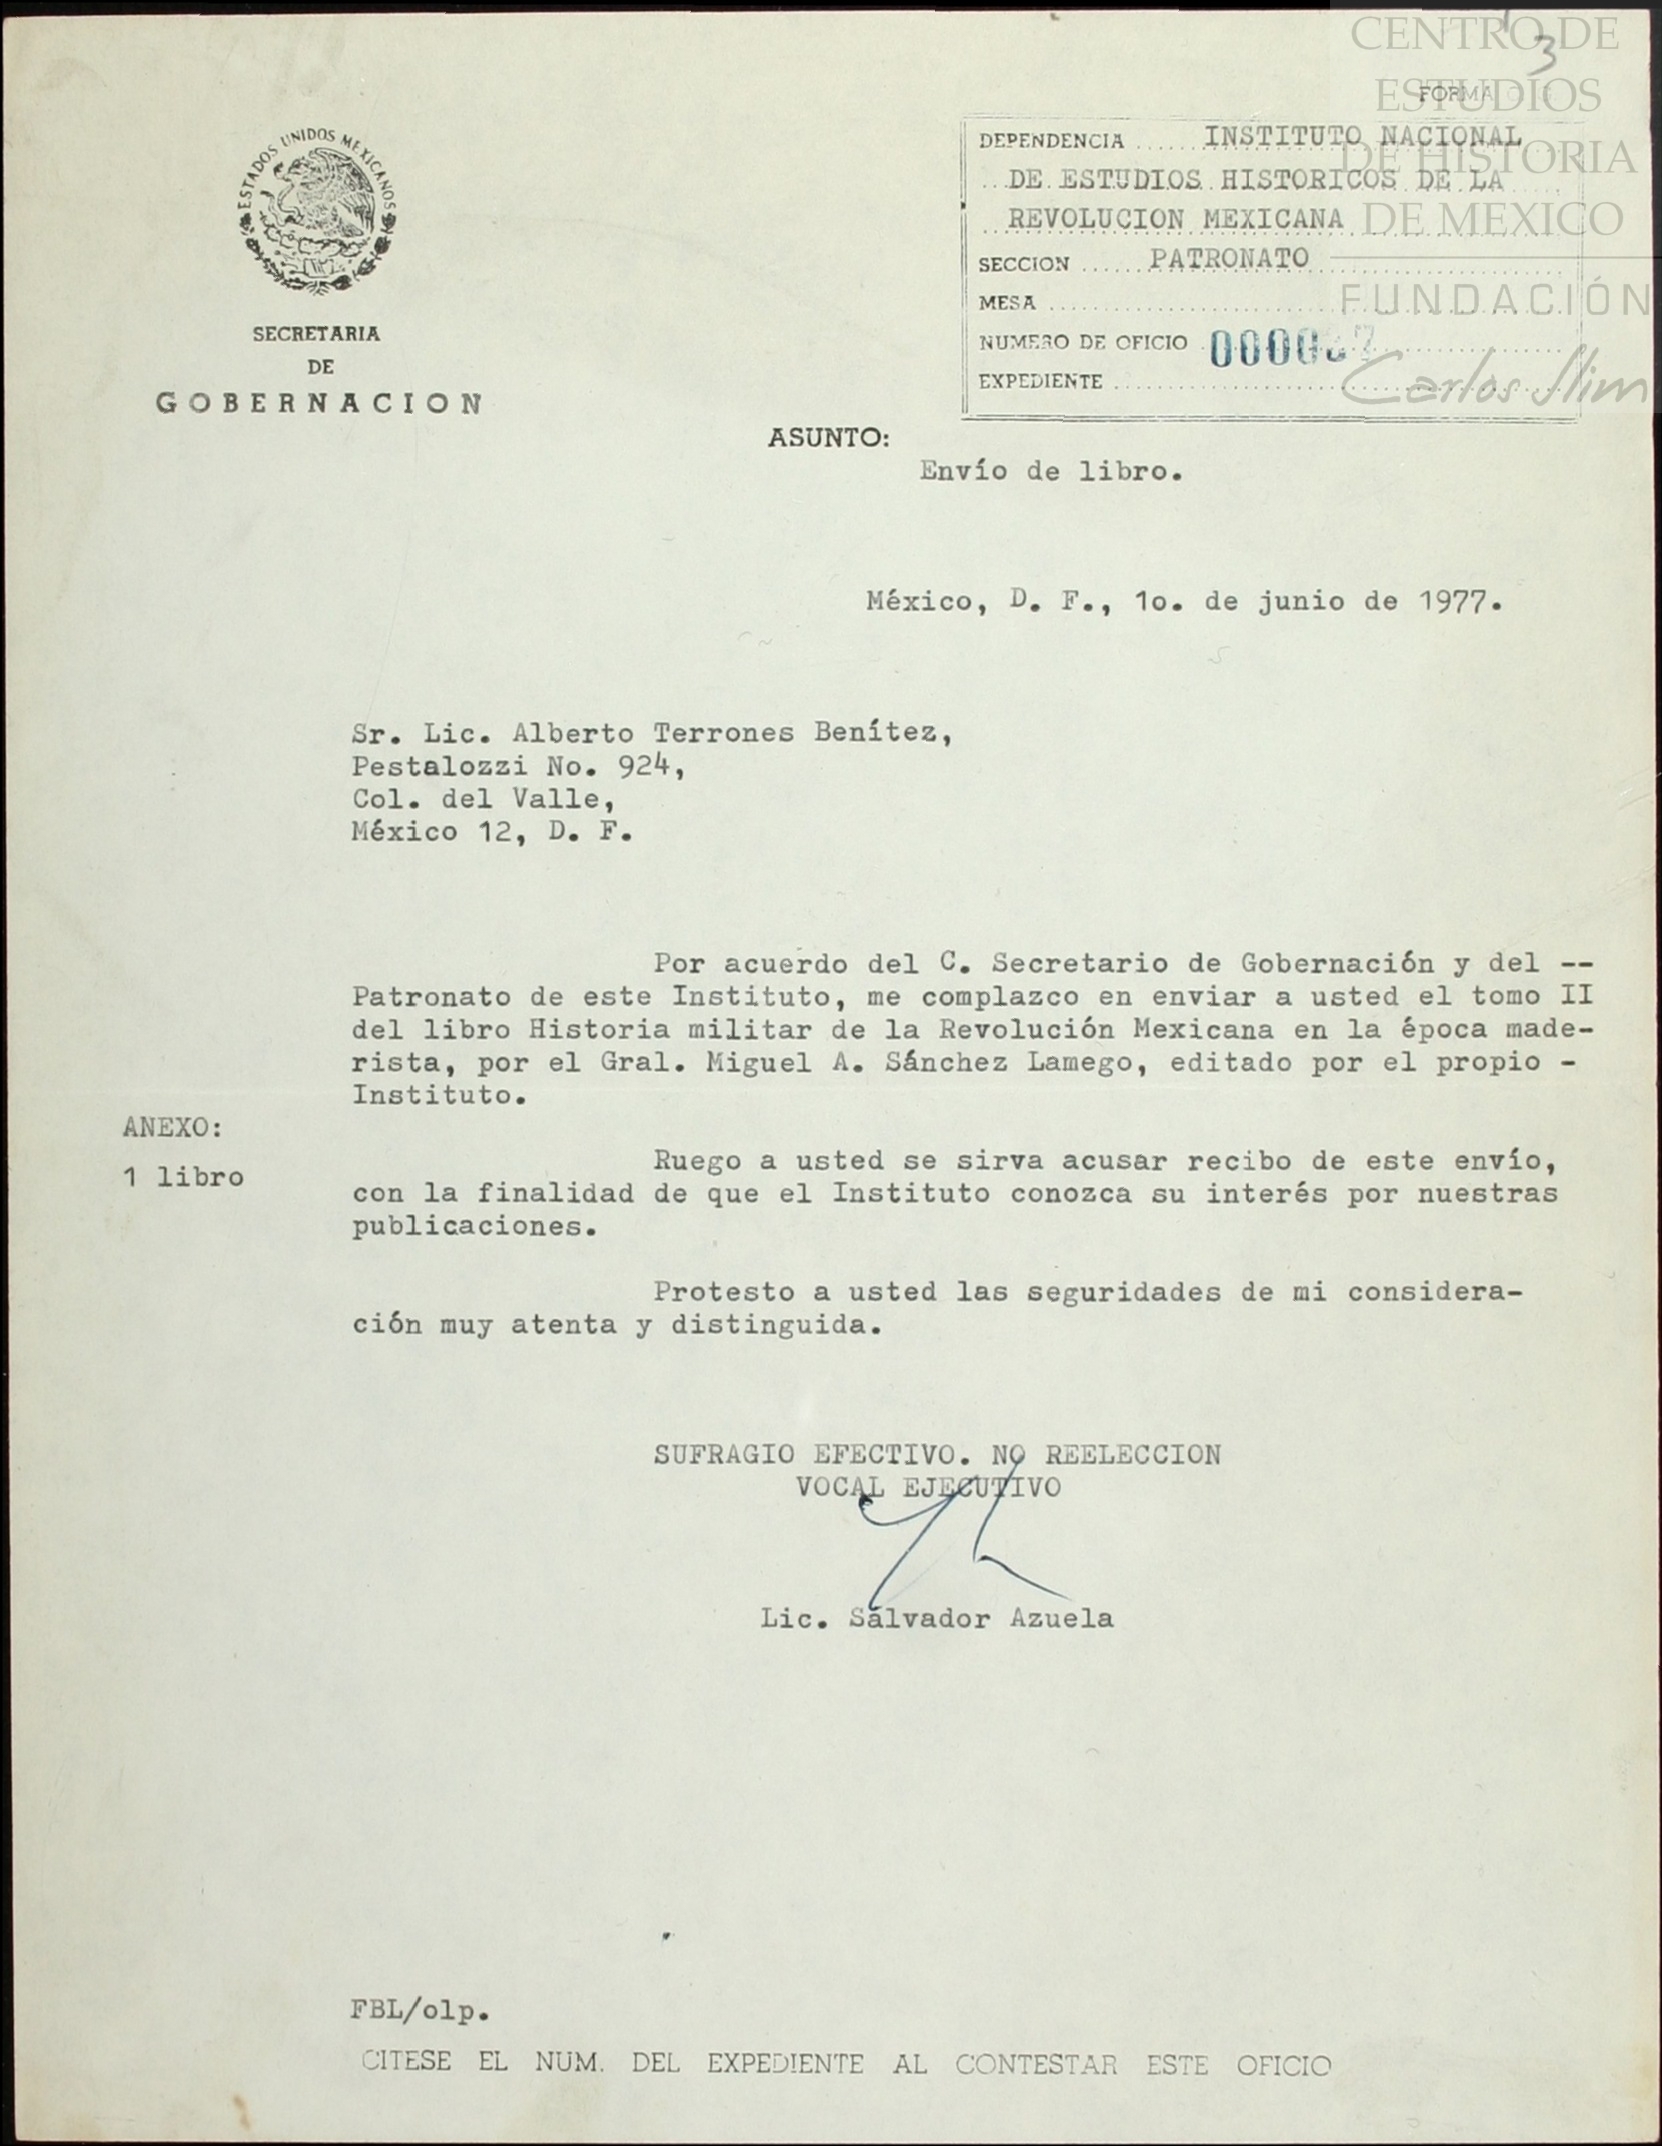 3
CENTRO DE
ESTUDIOS
DE HISTORIA
DE MEXICO
FUNDACIÓN
Carlos Slim
FORMA
ESTADOS UNIDOS MEXICANOS
SECRETARIA
DE
GOBERNACION
DEPENDENCIA INSTITUTO NACIONAL
DE ESTUDIOS HISTORICOS DE LA
REVOLUCION MEXICANA
SECCION PATRONATO
MESA
NUMERO DE OFICIO
EXPEDIENTE
ASUNTO:
Envío de libro.
México, D. F., 1o. de junio de 1977.
Sr. Lic. Alberto Terrones Benítez,
Pestalozzi No. 924,
Col. del Valle,
México 12, D. F.
Por acuerdo del C. Secretario de Gobernación y del --
Patronato de este Instituto, me complazco en enviar a usted el tomo II
del libro Historia militar de la Revolución Mexicana en la época made-
rista, por el Gral. Miguel A. Sánchez Lamego, editado por el propio -
Instituto.
ANEXO:
1 libro
Ruego a usted se sirva acusar recibo de este envío,
con la finalidad de que el Instituto conozca su interés por nuestras
publicaciones.
Protesto a usted las seguridades de mi considera-
ción muy atenta y distinguida.
SUFRAGIO EFECTIVO. NO REELECCION
VOCAL EJECUTIVO
Lic. Salvador Azuela
FBL/olp.
CITESE EL NUM. DEL EXPEDIENTE AL CONTESTAR ESTE OFICIO